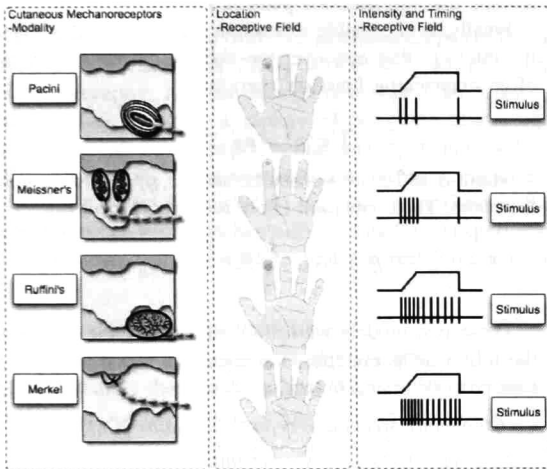 Cutaneous Mechanoreceptors
-Modality
Location
-Receptive Field
Intensity and Timing
-Receptive Field
Pacini
Stimulus
Meissner's
Stimulus
Ruffini's
Stimulus
Merkel
Stimulus